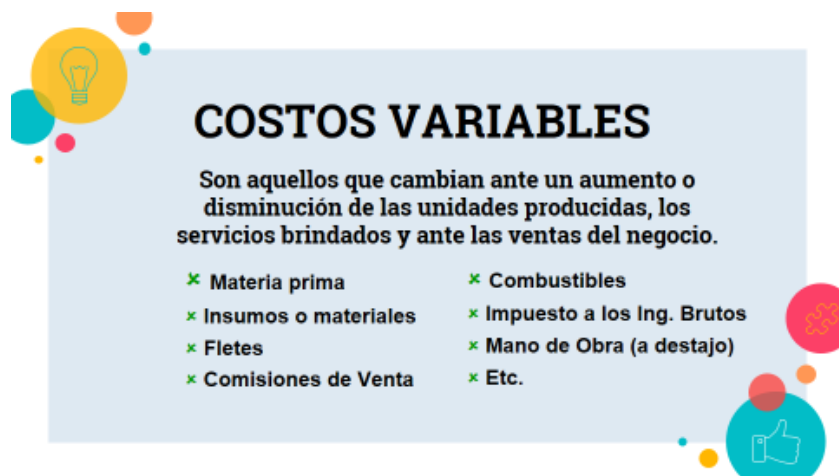 COSTOS VARIABLES
Son aquellos que cambian ante un aumento o
disminución de las unidades producidas, los
servicios brindados y ante las ventas del negocio.
Materia prima
Insumos o materiales
Fletes
Comisiones de Venta
Combustibles
Impuesto a los Ing. Brutos
Mano de Obra (a destajo)
Etc.